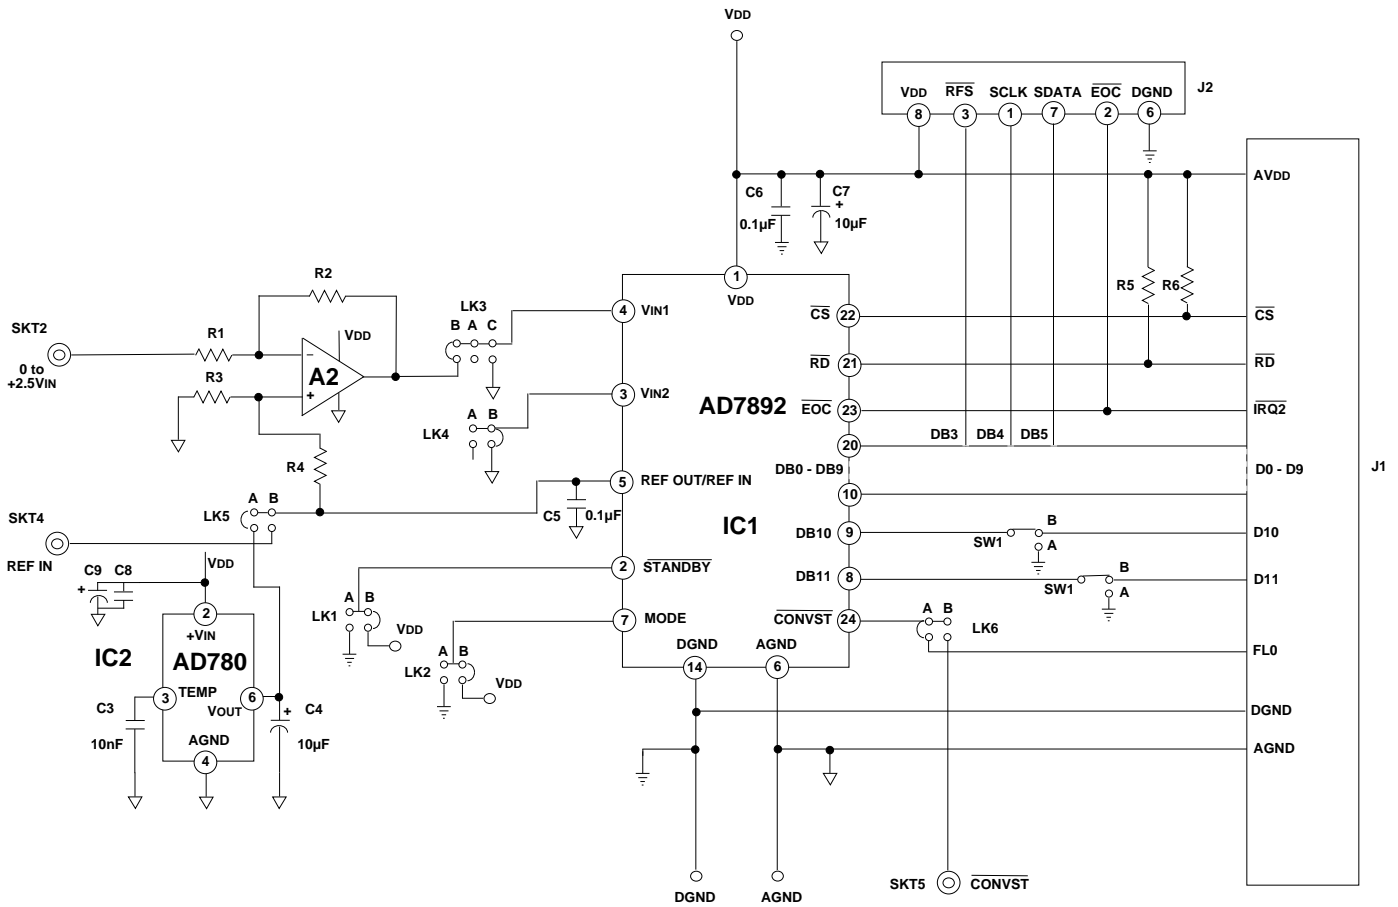 VDD
J2
VDD
RFS
SCLK
SDATA
EOC
DGND
8
3
1
7
2
6
C6
0.1µF
C7
+
10µF
AVDD
1
VDD
R5
R6
R2
LK3
B A C
4
VIN1
CS
22
CS
SKT2
R1
VDD
–
A2
+
0 to
+2.5VIN
R3
RD
21
RD
3
VIN2
AD7892
EOC
23
IRQ2
A B
LK4
20
DB3
DB4
DB5
R4
5
REF OUT/REF IN
DB0 - DB9
D0 - D9
J1
10
A B
LK5
C5
0.1µF
IC1
SKT4
REF IN
DB10
9
SW1
B
A
D10
VDD
C9
C8
+
2
STANDBY
DB11
8
SW1
B
A
D11
2
+VIN
A B
LK1
VDD
7
MODE
CONVST
24
A B
LK6
IC2
AD780
A B
LK2
VDD
DGND
14
AGND
6
FL0
3
TEMP
6
VOUT
C3
10nF
+
C4
10µF
AGND
4
DGND
AGND
DGND
AGND
SKT5
CONVST